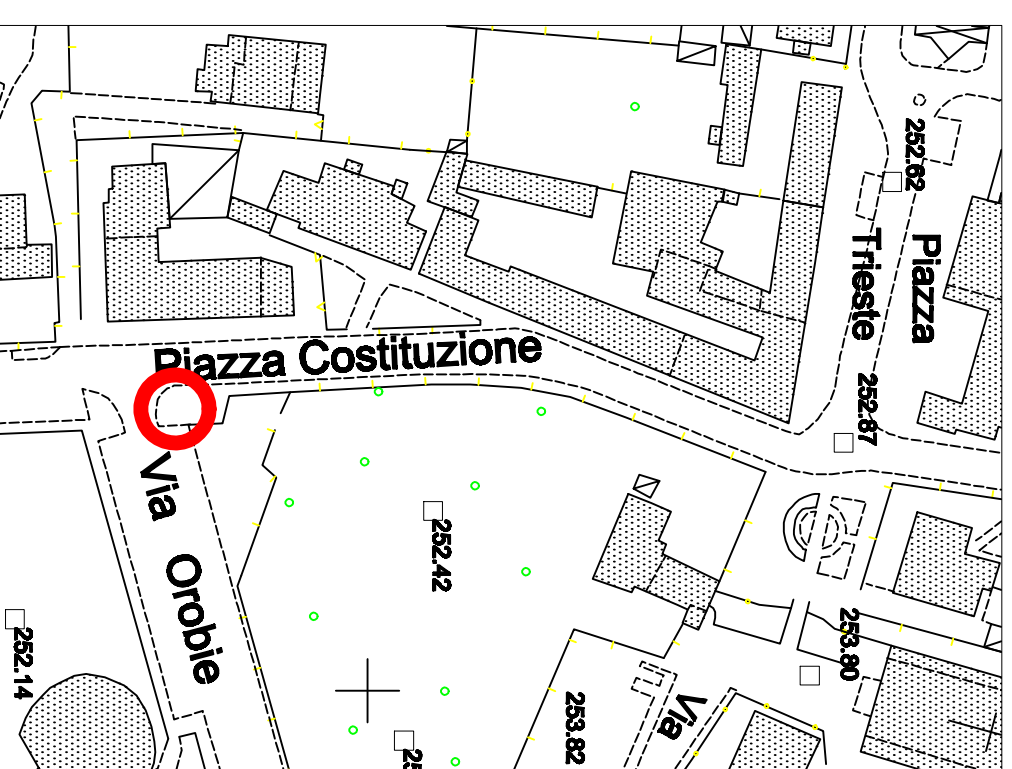 252.62
Piazza
Trieste
Piazza Costituzione
252.87
Via Orobie
252.42
252.14
253.80
253.82
Via